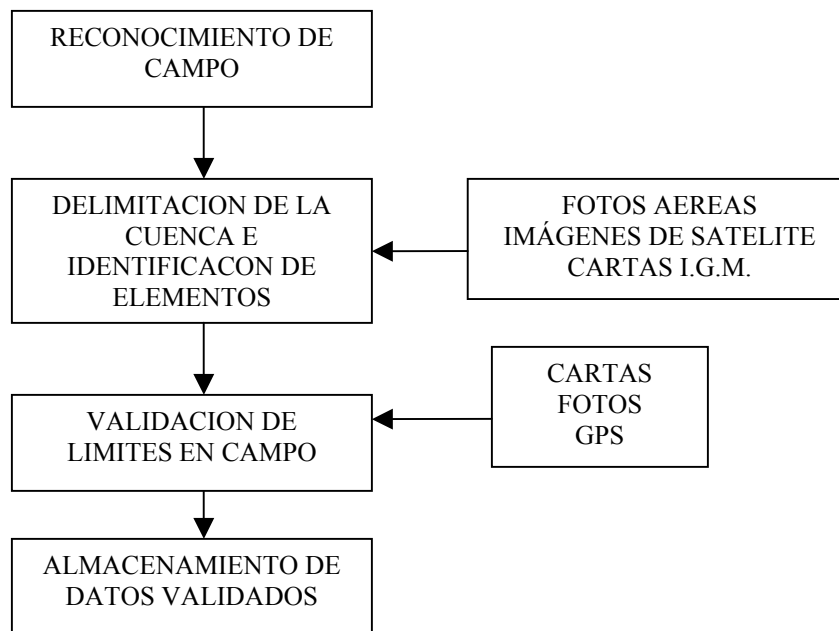 RECONOCIMIENTO DE
CAMPO
DELIMITACION DE LA
CUENCA E
IDENTIFICACON DE
ELEMENTOS
FOTOS AEREAS
IMÁGENES DE SATELITE
CARTAS I.G.M.
VALIDACION DE
LIMITES EN CAMPO
CARTAS
FOTOS
GPS
ALMACENAMIENTO DE
DATOS VALIDADOS